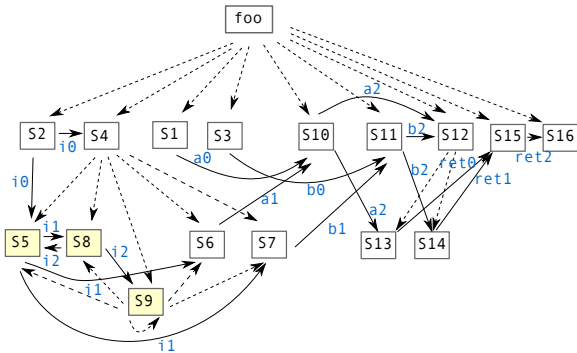 foo
a2
S2
S4
S1
S3
S10
S11
b2
S12
S15
S16
i0
a0
ret0
ret2
i0
a1
b0
b2
ret1
i1
a2
b1
S5
S8
i2
i2
S6
S7
S13
S14
i1
S9
i1